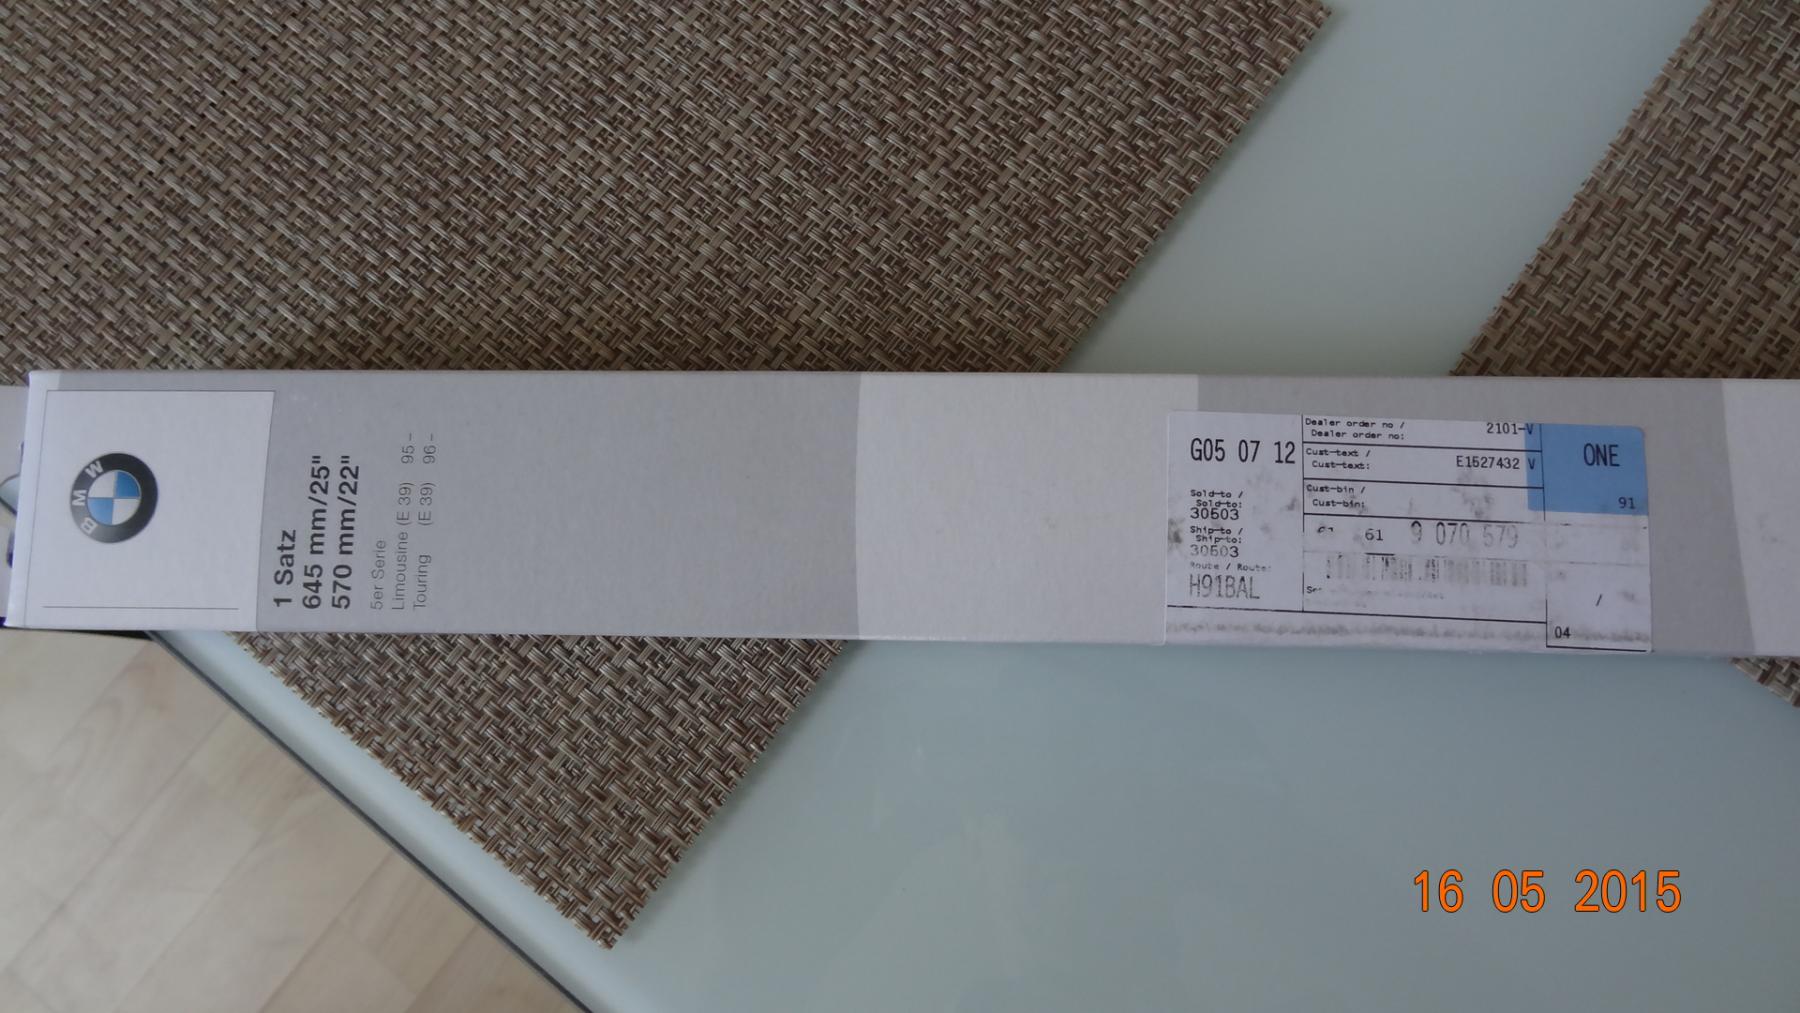 BMW
1 Satz
645 mm/25"
570 mm/22"
5er Serie
Limousine (E 39) 95 –
Touring (E 39) 96 –
G05 07 12
Sold-to /
Sold-to:
30503
Ship-to /
Ship-to:
30503
Route / Route:
H91BAL
Dealer order no /
Dealer order no:
2101-V
Cust-text /
Cust-text:
E1527432 V
Cust-bin /
Cust-bin:
61 9 070 579
ONE
91
/
04
16 05 2015